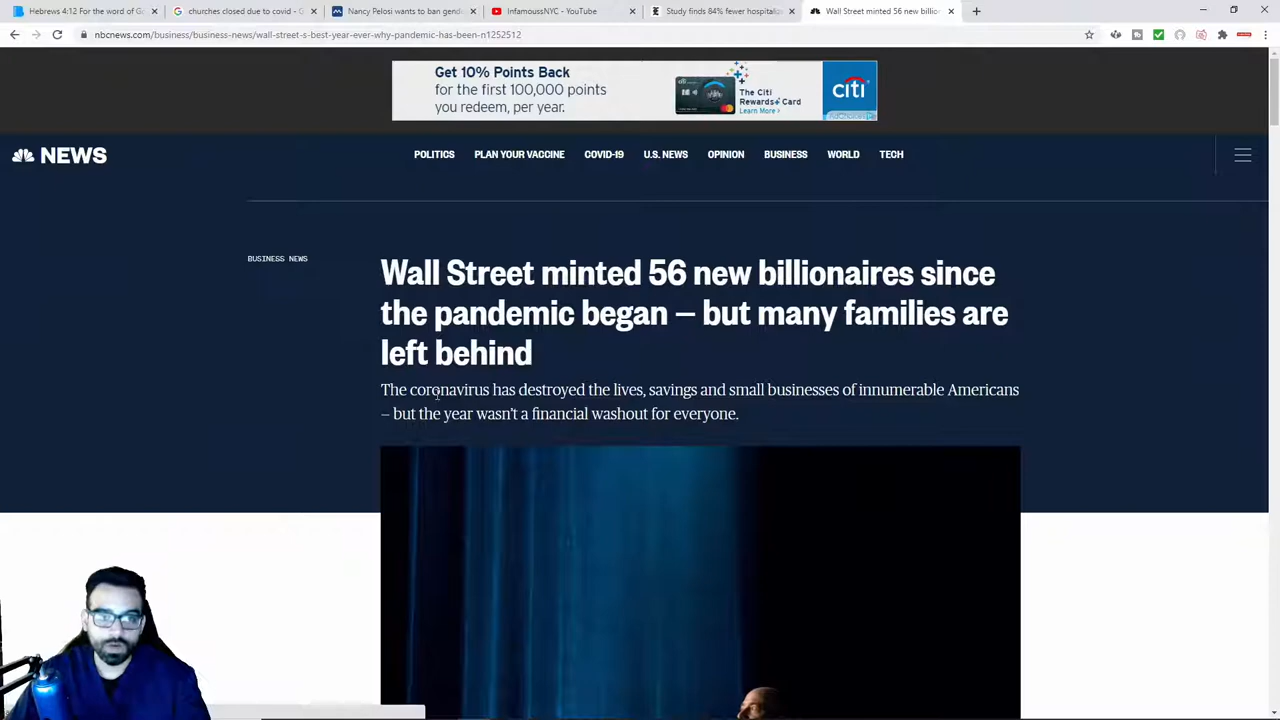 Hebrews 4:12 For the word of Go
churches closed due to covid - G
Nancy Pelosi wants to ban gend
InfamoussNYC - YouTube
Study finds 84% fewer hospitaliz
Wall Street minted 56 new billio
nbcnews.com/business/business-news/wall-street-s-best-year-ever-why-pandemic-has-been-n1252512
Get 10% Points Back
for the first 100,000 points
you redeem, per year.
The Citi
Rewards+ Card
Learn More >
citi
NEWS
POLITICS
PLAN YOUR VACCINE
COVID-19
U.S. NEWS
OPINION
BUSINESS
WORLD
TECH
BUSINESS NEWS
Wall Street minted 56 new billionaires since
the pandemic began — but many families are
left behind
The coronavirus has destroyed the lives, savings and small businesses of innumerable Americans
— but the year wasn't a financial washout for everyone.